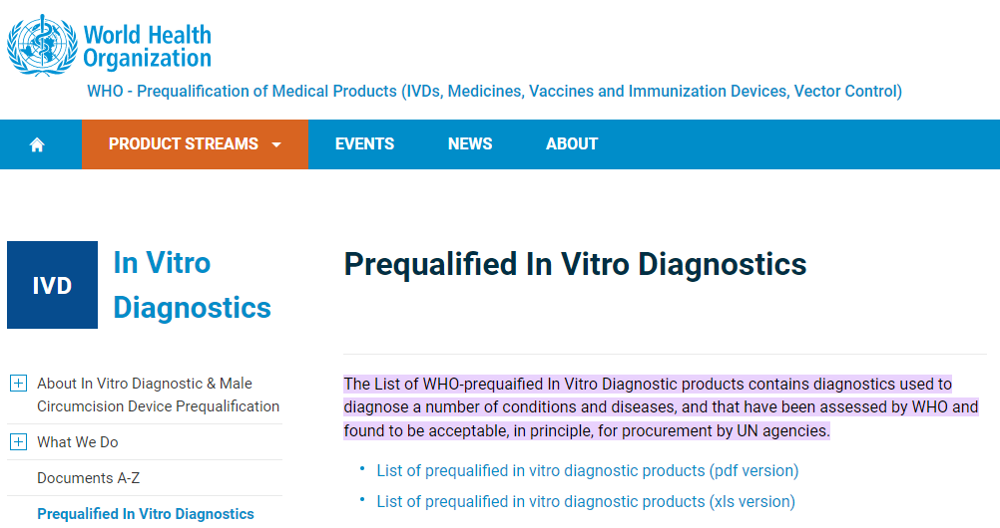 World Health
Organization
WHO - Prequalification of Medical Products (IVDs, Medicines, Vaccines and Immunization Devices, Vector Control)
PRODUCT STREAMS
EVENTS
NEWS
ABOUT
IVD
In Vitro
Diagnostics
About In Vitro Diagnostic & Male
Circumcision Device Prequalification
What We Do
Documents A-Z
Prequalified In Vitro Diagnostics
Prequalified In Vitro Diagnostics
The List of WHO-prequaified In Vitro Diagnostic products contains diagnostics used to
diagnose a number of conditions and diseases, and that have been assessed by WHO and
found to be acceptable, in principle, for procurement by UN agencies.
• List of prequalified in vitro diagnostic products (pdf version)
• List of prequalified in vitro diagnostic products (xls version)